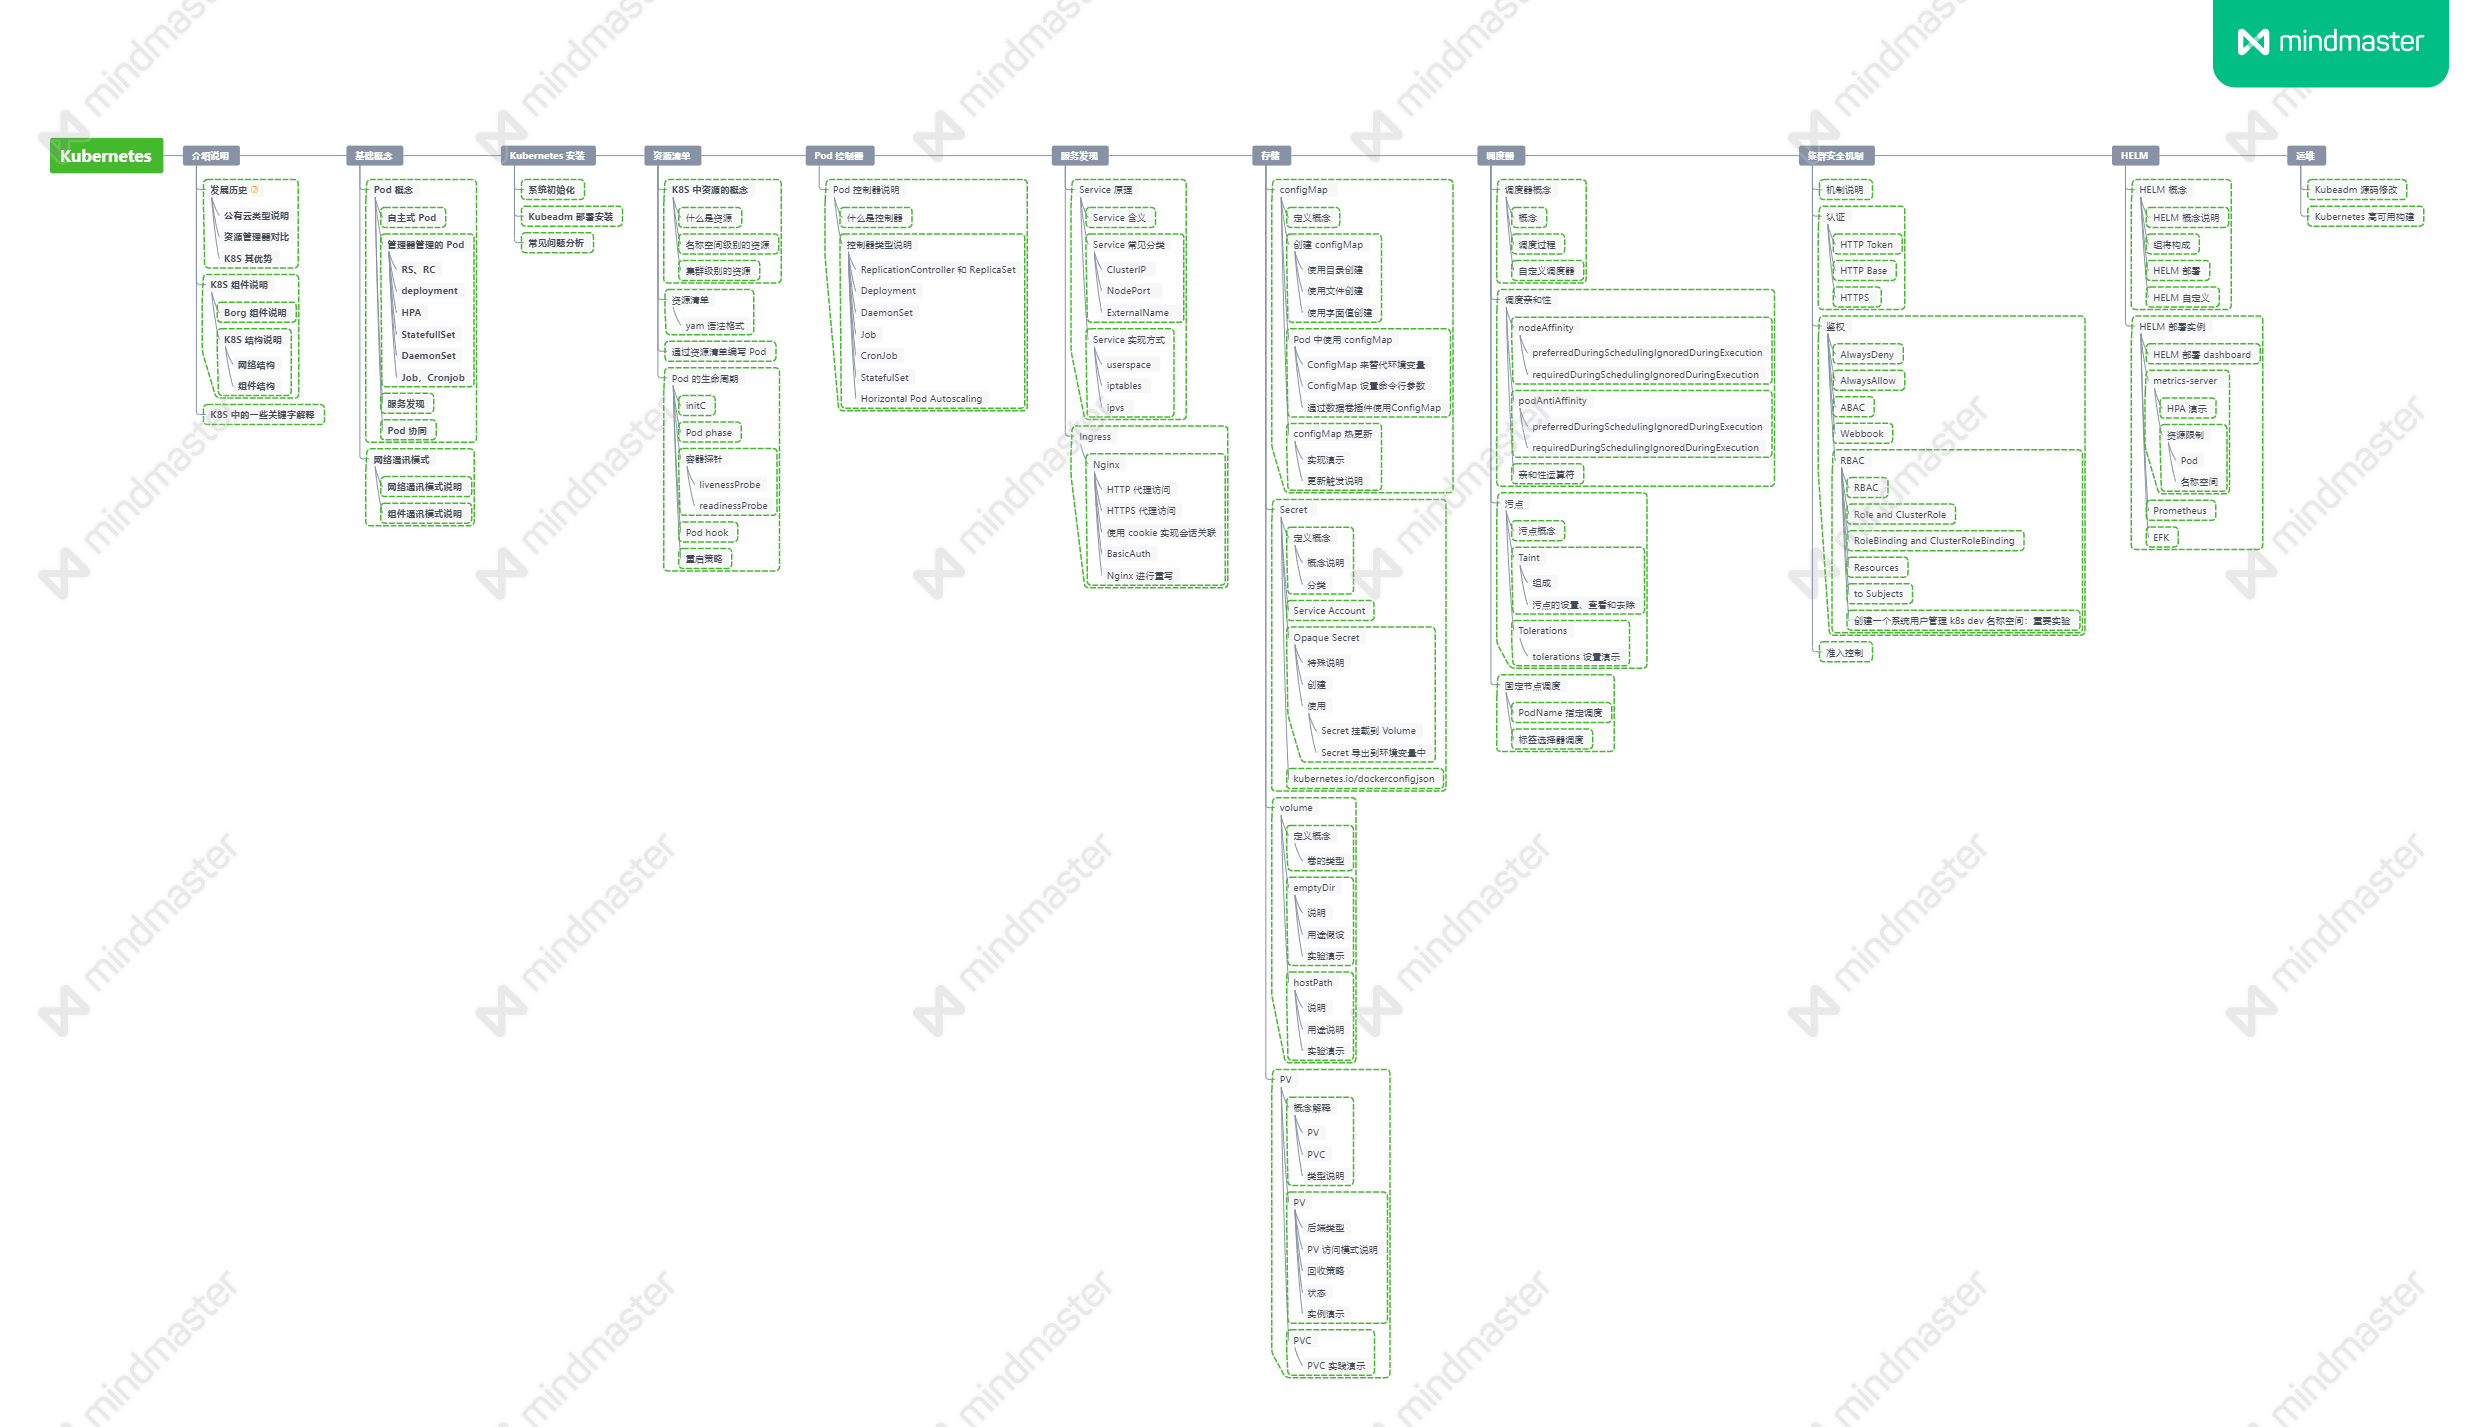 mindmaster
Kubernetes
介绍说明
发展历史
公有云类型说明
资源管理器对比
K8S 其优势
K8S 组件说明
Borg 组件说明
K8S 结构说明
网络结构
组件结构
K8S 中的一些关键字解释
基础概念
Pod 概念
自主式 Pod
管理器管理的 Pod
RS、RC
deployment
HPA
StatefullSet
DaemonSet
Job，Cronjob
服务发现
Pod 协同
网络通讯模式
网络通讯模式说明
组件通讯模式说明
Kubernetes 安装
系统初始化
Kubeadm 部署安装
常见问题分析
资源清单
K8S 中资源的概念
什么是资源
名称空间级别的资源
集群级别的资源
资源清单
yam 语法格式
通过资源清单编写 Pod
Pod 的生命周期
initC
Pod phase
容器探针
livenessProbe
readinessProbe
Pod hook
重启策略
Pod 控制器
Pod 控制器说明
什么是控制器
控制器类型说明
ReplicationController 和 ReplicaSet
Deployment
DaemonSet
Job
CronJob
StatefulSet
Horizontal Pod Autoscaling
服务发现
Service 原理
Service 含义
Service 常见分类
ClusterIP
NodePort
ExternalName
Service 实现方式
userspace
iptables
ipvs
Ingress
Nginx
HTTP 代理访问
HTTPS 代理访问
使用 cookie 实现会话关联
BasicAuth
Nginx 进行重写
存储
configMap
定义概念
创建 configMap
使用目录创建
使用文件创建
使用字面值创建
Pod 中使用 configMap
ConfigMap 来替代环境变量
ConfigMap 设置命令行参数
通过数据卷插件使用ConfigMap
configMap 热更新
实现演示
更新触发说明
Secret
定义概念
概念说明
分类
Service Account
Opaque Secret
特殊说明
创建
使用
Secret 挂载到 Volume
Secret 导出到环境变量中
kubernetes.io/dockerconfigjson
volume
定义概念
卷的类型
emptyDir
说明
用途假设
实验演示
hostPath
说明
用途说明
实验演示
PV
概念解释
PV
PVC
类型说明
PV
后端类型
PV 访问模式说明
回收策略
状态
实例演示
PVC
PVC 实践演示
调度器
调度器概念
概念
调度过程
自定义调度器
调度亲和性
nodeAffinity
preferredDuringSchedulingIgnoredDuringExecution
requiredDuringSchedulingIgnoredDuringExecution
podAntiAffinity
preferredDuringSchedulingIgnoredDuringExecution
requiredDuringSchedulingIgnoredDuringExecution
亲和性运算符
污点
污点概念
Taint
组成
污点的设置、查看和去除
Tolerations
tolerations 设置演示
固定节点调度
PodName 指定调度
标签选择器调度
集群安全机制
机制说明
认证
HTTP Token
HTTP Base
HTTPS
鉴权
AlwaysDeny
AlwaysAllow
ABAC
Webbook
RBAC
RBAC
Role and ClusterRole
RoleBinding and ClusterRoleBinding
Resources
to Subjects
创建一个系统用户管理 k8s dev 名称空间：重要实验
准入控制
HELM
HELM 概念
HELM 概念说明
组将构成
HELM 部署
HELM 自定义
HELM 部署实例
HELM 部署 dashboard
metrics-server
HPA 演示
资源限制
Pod
名称空间
Prometheus
EFK
运维
Kubeadm 源码修改
Kubernetes 高可用构建